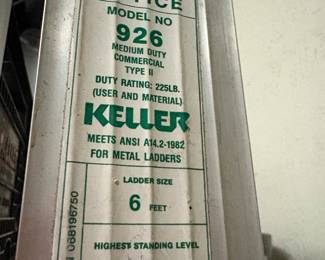 MODEL NO
926
MEDIUM DUTY
COMMERCIAL
TYPE II
DUTY RATING: 225LB.
(USER AND MATERIAL)
KELLER
MEETS ANSI A14.2-1982
FOR METAL LADDERS
LADDER SIZE
6 FEET
HIGHEST STANDING LEVEL
068196750